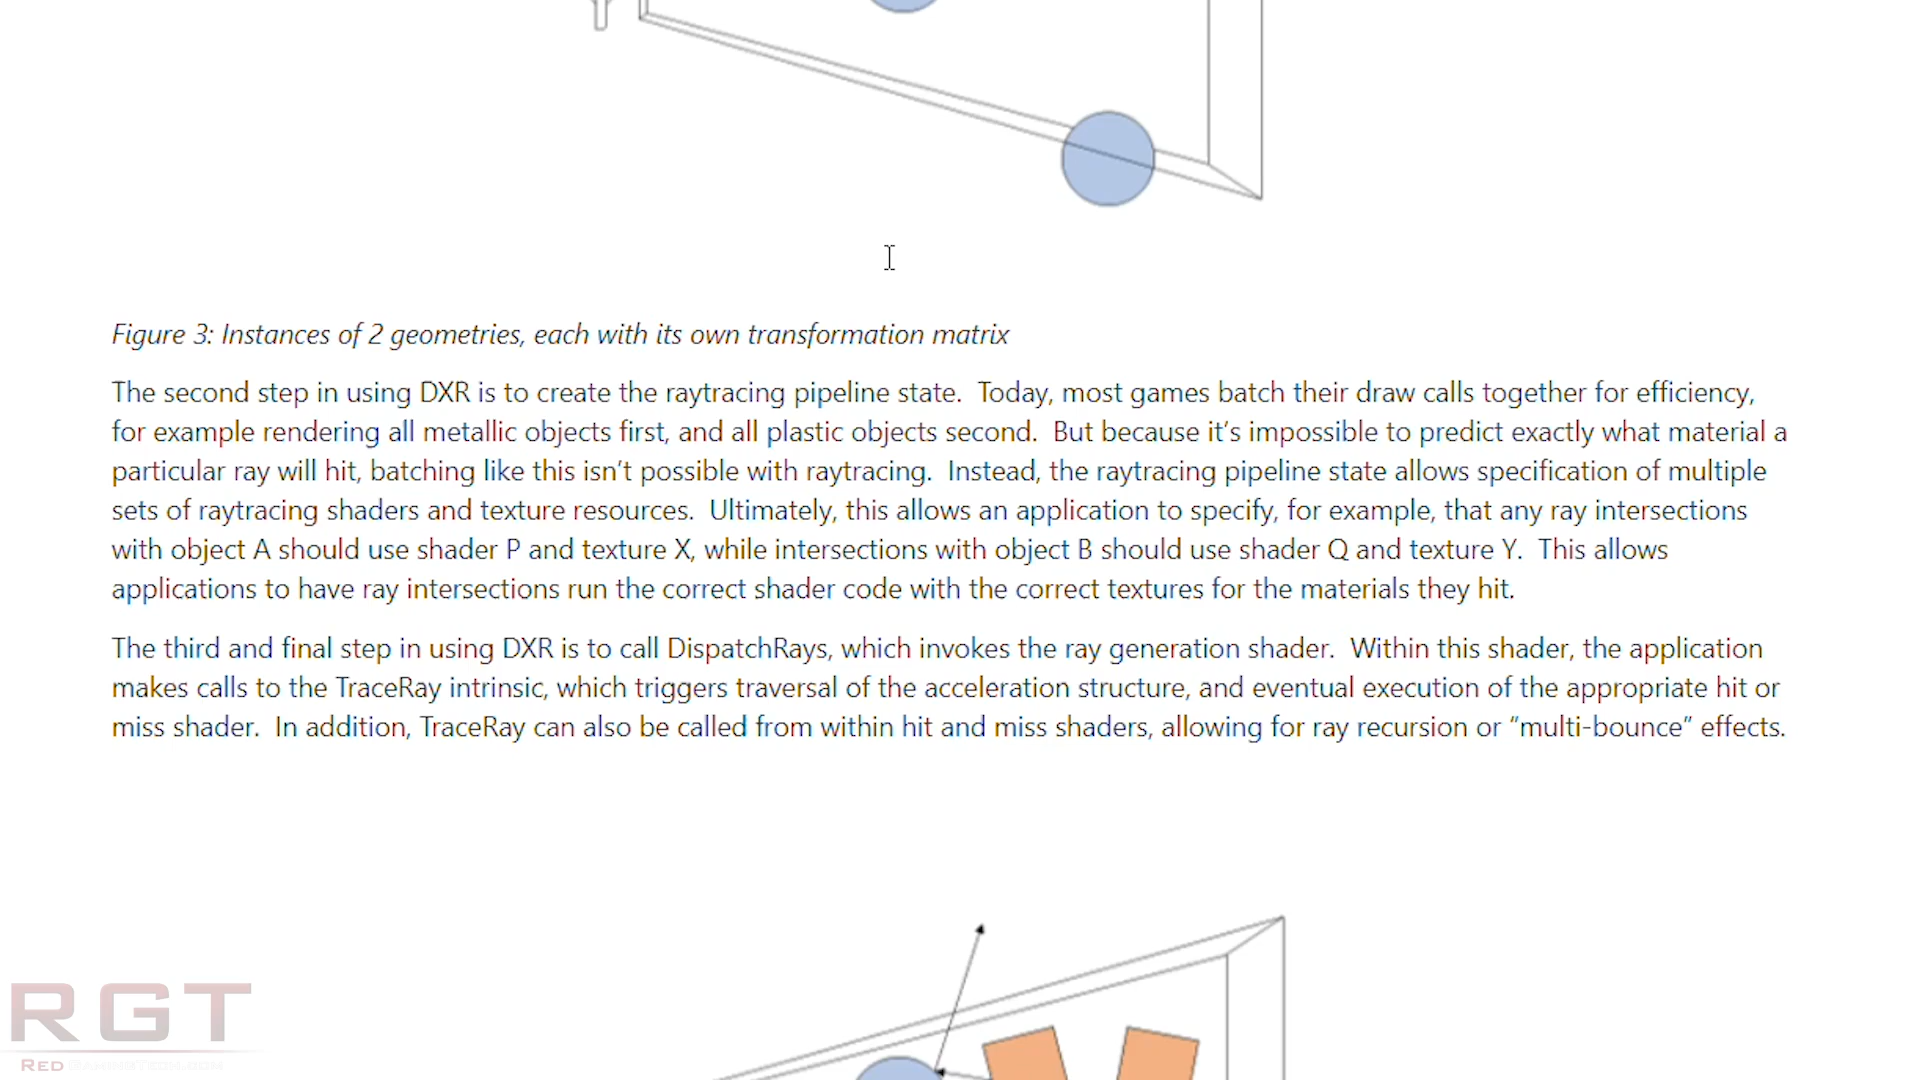 Figure 3: Instances of 2 geometries, each with its own transformation matrix
The second step in using DXR is to create the raytracing pipeline state.  Today, most games batch their draw calls together for efficiency,
for example rendering all metallic objects first, and all plastic objects second.  But because it’s impossible to predict exactly what material a
particular ray will hit, batching like this isn’t possible with raytracing.  Instead, the raytracing pipeline state allows specification of multiple
sets of raytracing shaders and texture resources.  Ultimately, this allows an application to specify, for example, that any ray intersections
with object A should use shader P and texture X, while intersections with object B should use shader Q and texture Y.  This allows
applications to have ray intersections run the correct shader code with the correct textures for the materials they hit.
The third and final step in using DXR is to call DispatchRays, which invokes the ray generation shader.  Within this shader, the application
makes calls to the TraceRay intrinsic, which triggers traversal of the acceleration structure, and eventual execution of the appropriate hit or
miss shader.  In addition, TraceRay can also be called from within hit and miss shaders, allowing for ray recursion or “multi-bounce” effects.
RGT
RED